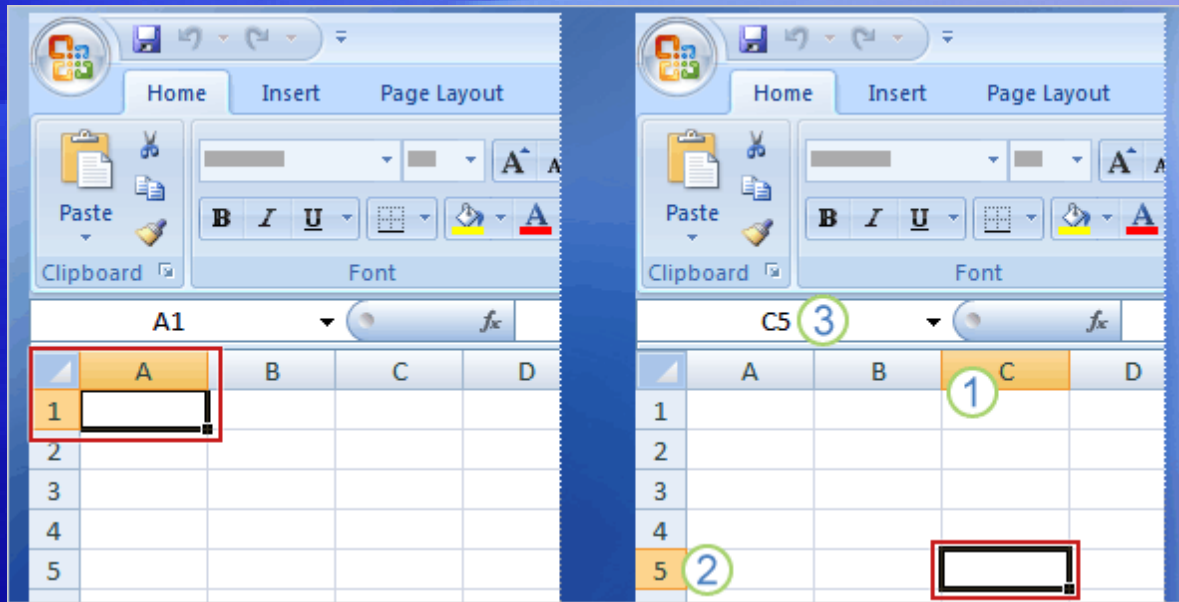 Home Insert Page Layout
A A
Paste
B I U A
Clipboard Font
A1 fx
A B C D
1
2
3
4
5
Home Insert Page Layout
A A
Paste
B I U A
Clipboard Font
C5 3 fx
A B C D
1
1
2
3
4
5 2